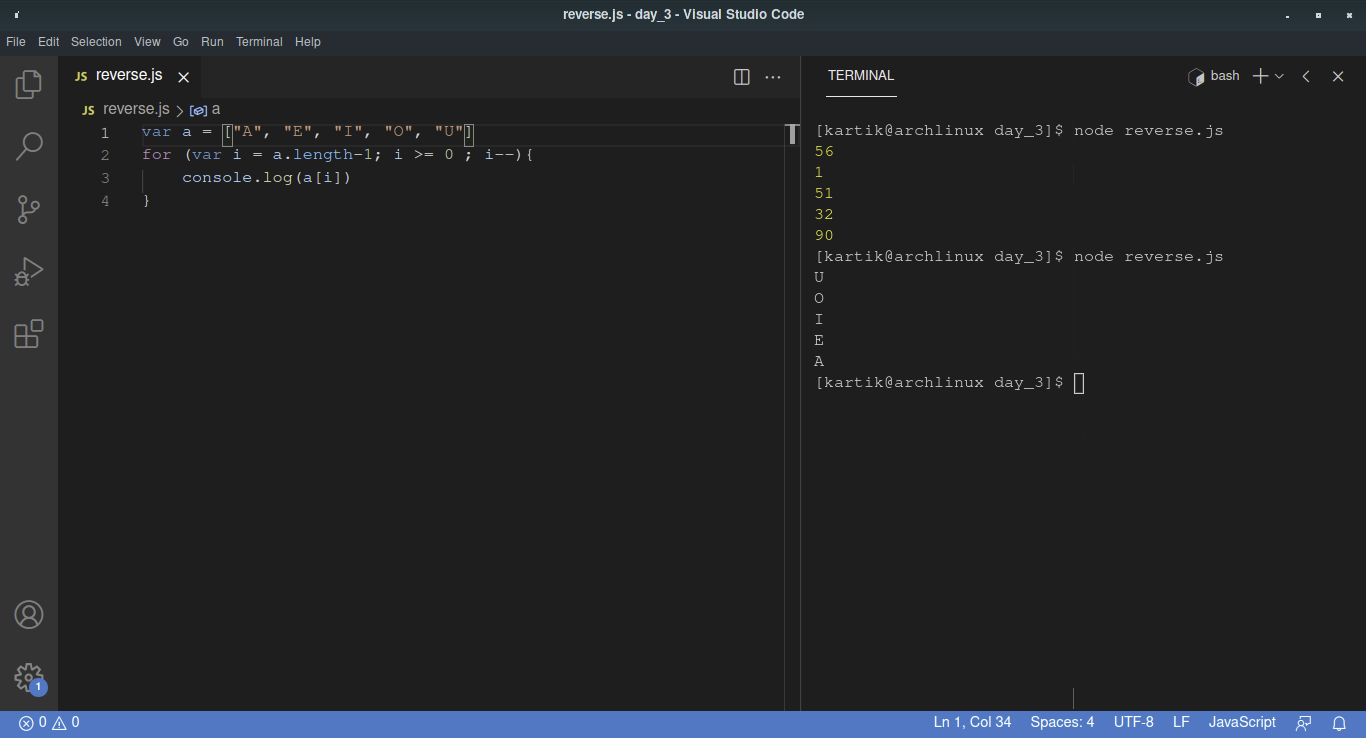 reverse.js - day_3 - Visual Studio Code
File Edit Selection View Go Run Terminal Help
JS reverse.js
JS reverse.js > a
1 var a = ["A", "E", "I", "O", "U"]
2 for (var i = a.length-1; i >= 0 ; i--){
3     console.log(a[i])
4 }
TERMINAL
bash
[kartik@archlinux day_3]$ node reverse.js
56
1
51
32
90
[kartik@archlinux day_3]$ node reverse.js
U
O
I
E
A
[kartik@archlinux day_3]$
1
0 0 Ln 1, Col 34 Spaces: 4 UTF-8 LF JavaScript